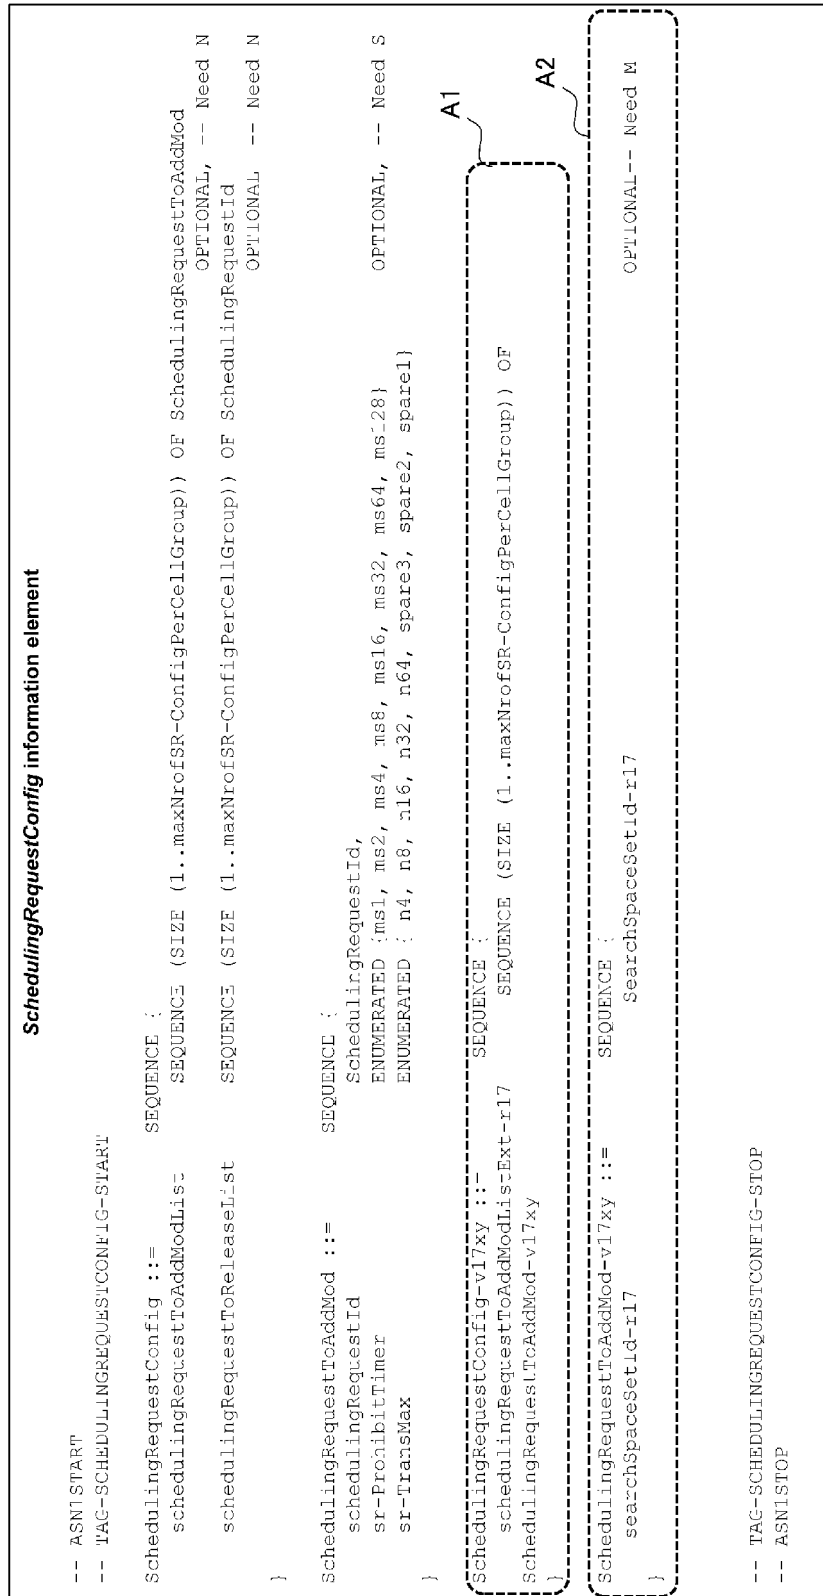 SchedulingRequestConfig information element
-- ASN1START
-- TAG-SCHEDULINGREQUESTCONFIG-START
SchedulingRequestConfig ::= SEQUENCE {
schedulingRequestToAddModList SEQUENCE (SIZE (1..maxNrofSR-ConfigPerCellGroup)) OF SchedulingRequestToAddMod
OPTIONAL, -- Need N
schedulingRequestToReleaseList SEQUENCE (SIZE (1..maxNrofSR-ConfigPerCellGroup)) OF SchedulingRequestId
OPTIONAL -- Need N
}
SchedulingRequestToAddMod ::= SEQUENCE {
schedulingRequestId SchedulingRequestId,
sr-ProhibitTimer ENUMERATED {ms1, ms2, ms4, ms8, ms16, ms32, ms64, ms128} OPTIONAL, -- Need S
sr-TransMax ENUMERATED { n4, n8, n16, n32, n64, spare3, spare2, spare1}
}
A1
SchedulingRequestConfig-v17xy ::= SEQUENCE {
schedulingRequestToAddModListExt-r17 SEQUENCE (SIZE (1..maxNrofSR-ConfigPerCellGroup)) OF
SchedulingRequestToAddMod-v17xy
}
A2
SchedulingRequestToAddMod-v17xy ::= SEQUENCE {
searchSpaceSetId-r17 SearchSpaceSetId-r17 OPTIONAL-- Need M
}
-- TAG-SCHEDULINGREQUESTCONFIG-STOP
-- ASN1STOP